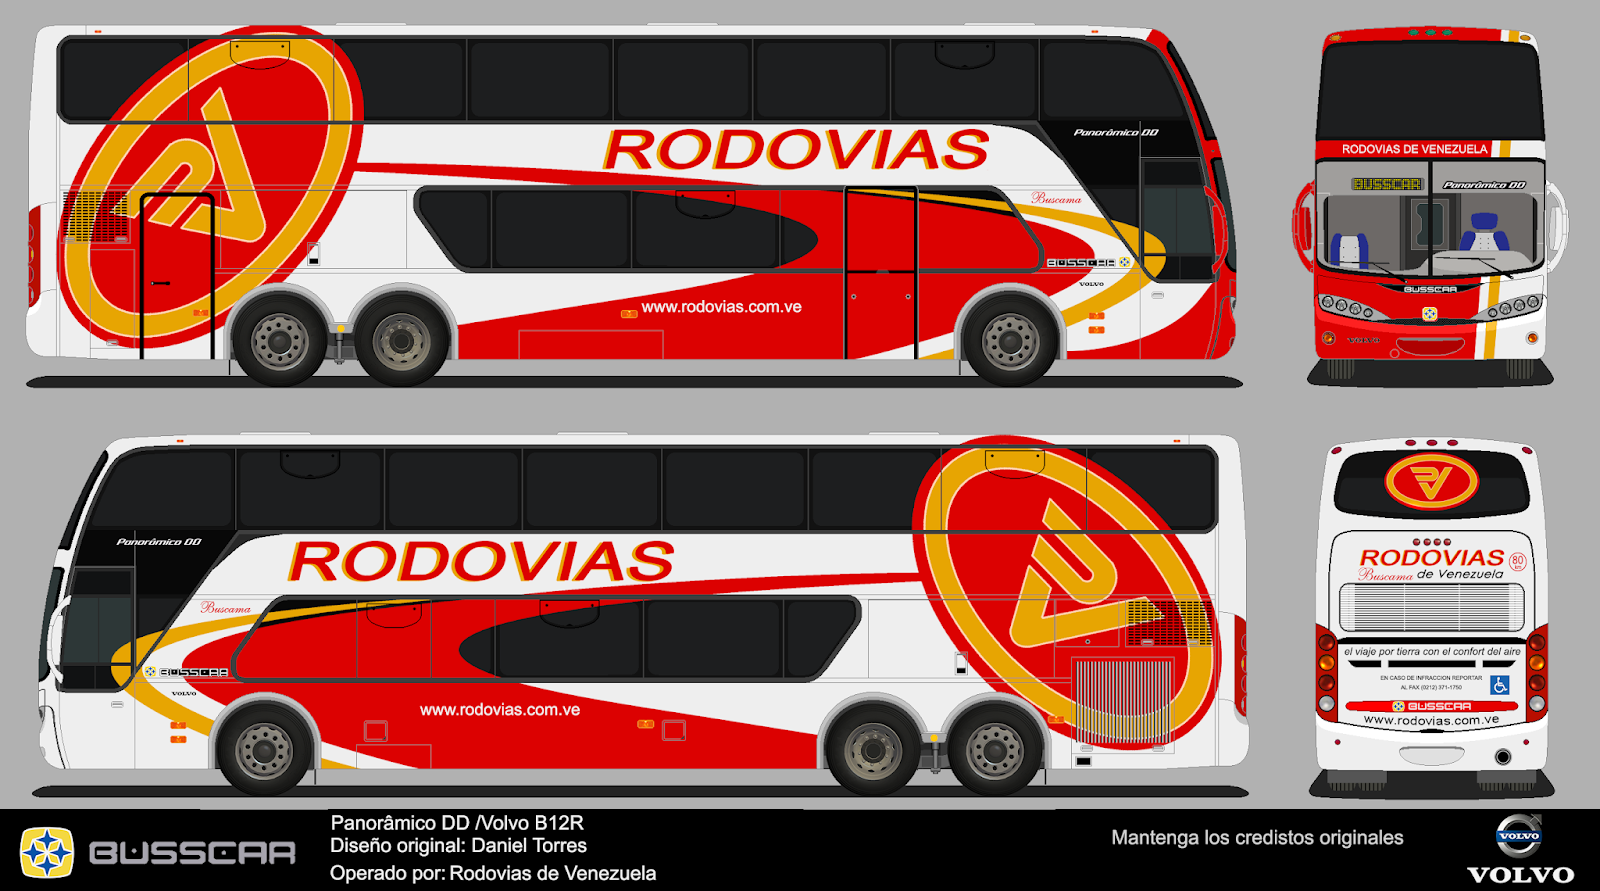 RODOVIAS
Panorâmico DD
Buscama
BUSSCAR
VOLVO
www.rodovias.com.ve
RODOVIAS DE VENEZUELA
BUSSCAR
Panorâmico DD
BUSSCAR
VOLVO
Panorâmico DD
RODOVIAS
Buscama
BUSSCAR
VOLVO
www.rodovias.com.ve
RODOVIAS
80
Buscama de Venezuela
el viaje por tierra con el confort del aire
EN CASO DE INFRACCION REPORTAR
AL FAX (0212) 371-1750
BUSSCAR
www.rodovias.com.ve
BUSSCAR
Panorâmico DD /Volvo B12R
Diseño original: Daniel Torres
Operado por: Rodovias de Venezuela
Mantenga los credistos originales
VOLVO
VOLVO